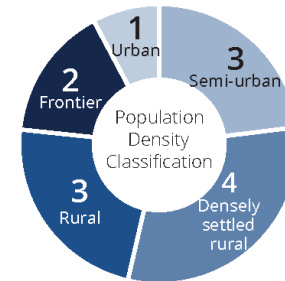 1
Urban
3
Semi-urban
2
Frontier
Population
Density
Classification
3
Rural
4
Densely
settled
rural